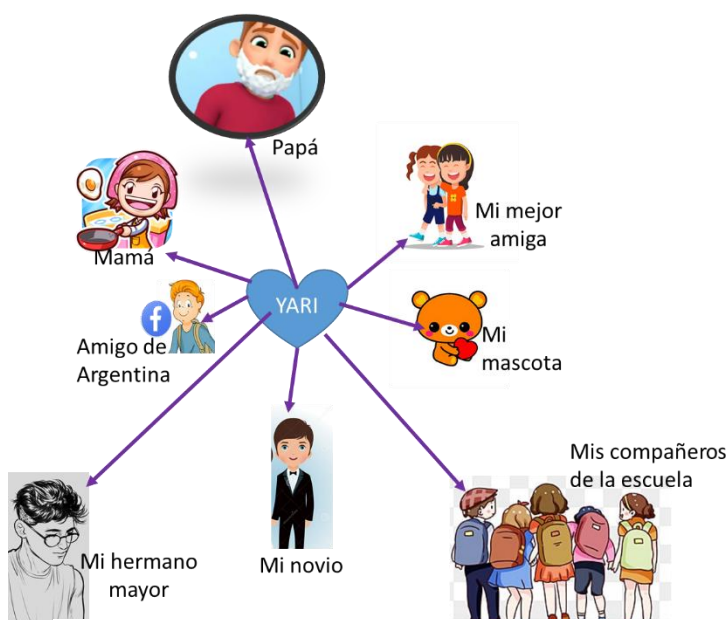 Papá
Mi mejor
amiga
Mamá
YARI
f
Amigo de
Argentina
Mi
mascota
Mis compañeros
de la escuela
Mi hermano
mayor
Mi novio